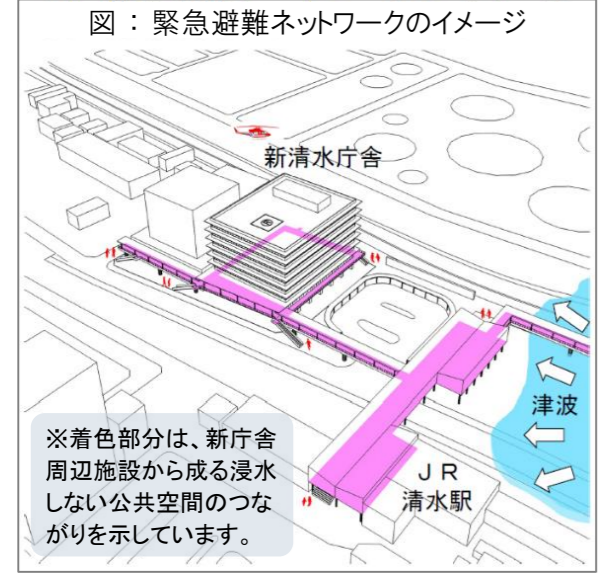 図 : 緊急避難ネットワークのイメージ
新清水庁舎
津波
JR
清水駅
※着色部分は、新庁舎
周辺施設から成る浸水
しない公共空間のつな
がりを示しています。